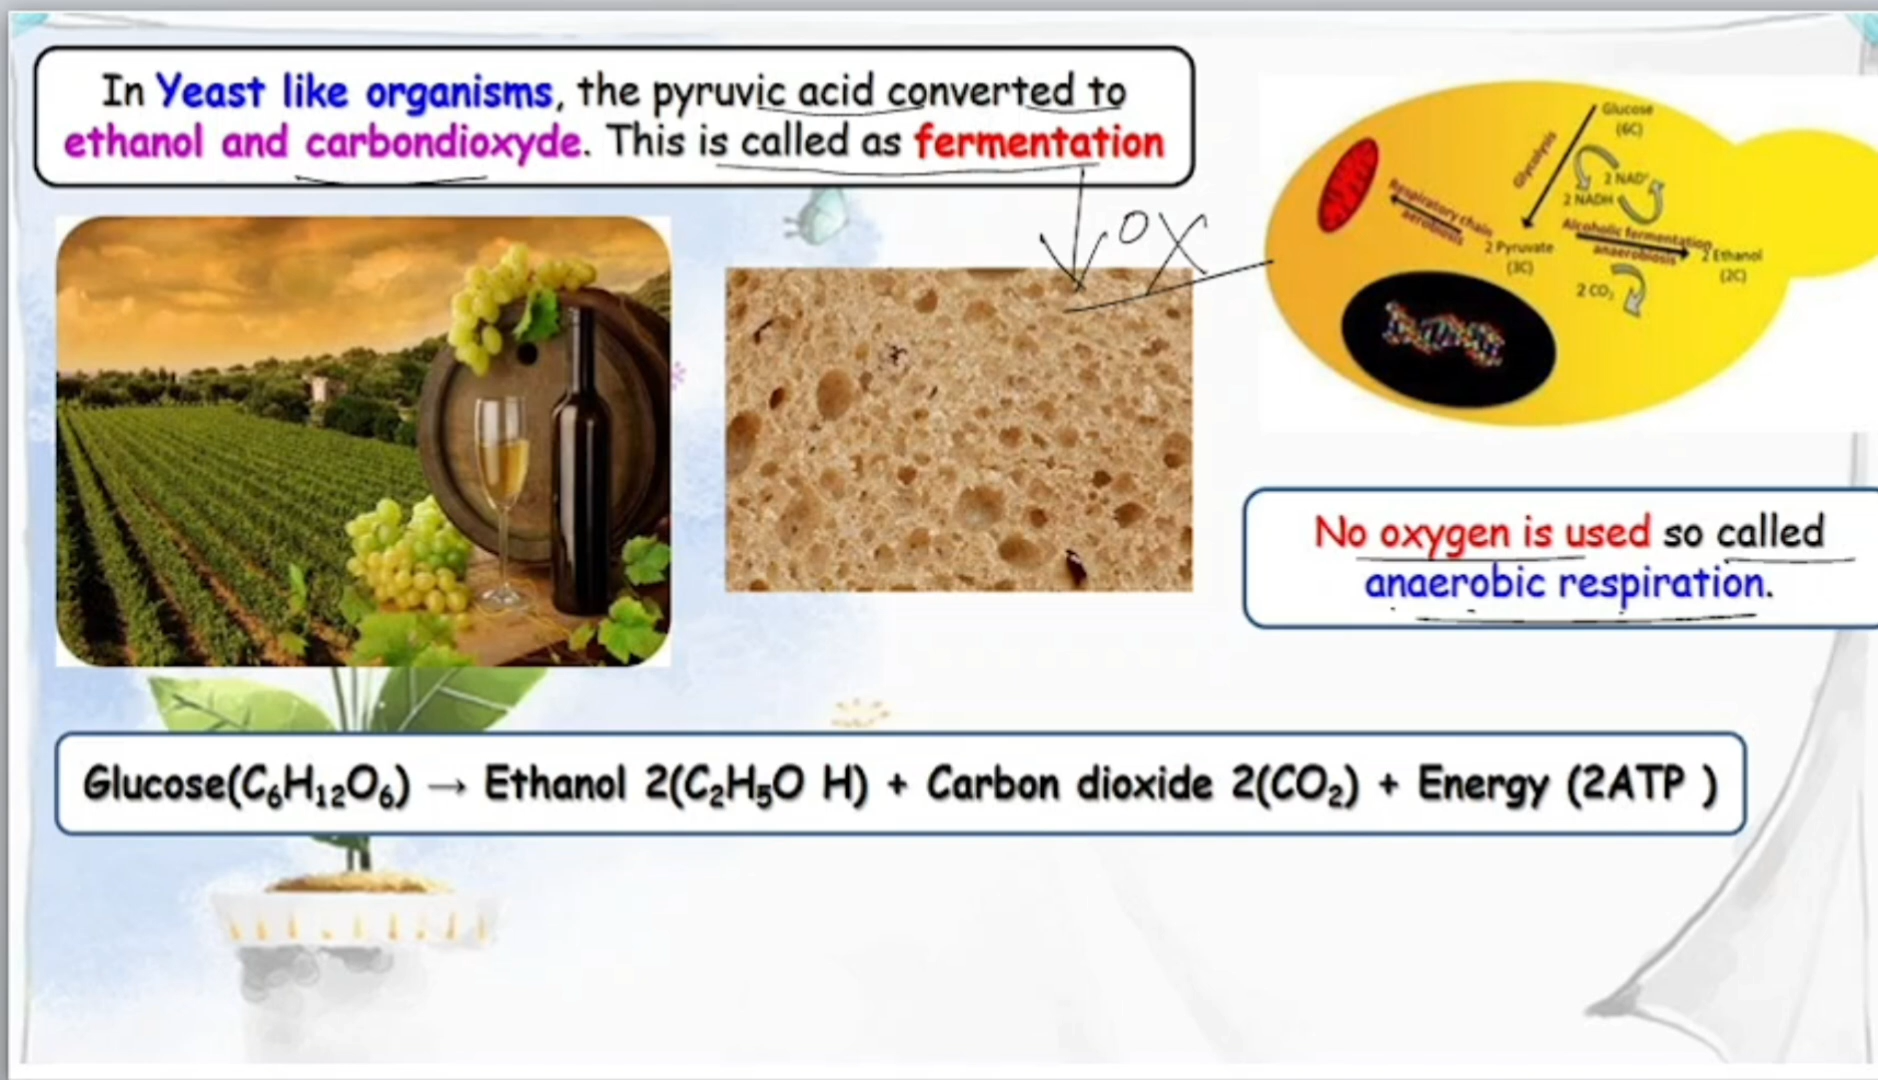 In Yeast like organisms, the pyruvic acid converted to
ethanol and carbondioxyde. This is called as fermentation
OX
Glucose
(6C)
Glycolysis
2 NAD⁺
2 NADH
Respiratory chain
aerobiosis
2 Pyruvate
(3C)
Alcoholic fermentation
anaerobiosis
2 Ethanol
(2C)
2 CO₂
No oxygen is used so called
anaerobic respiration.
Glucose(C₆H₁₂O₆) → Ethanol 2(C₂H₅O H) + Carbon dioxide 2(CO₂) + Energy (2ATP )